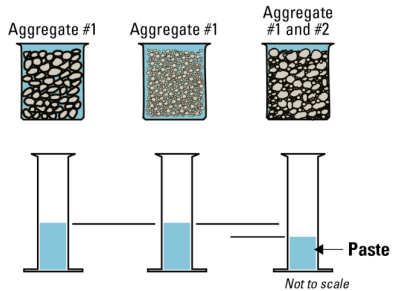 Aggregate #1
Aggregate #1
Aggregate
#1 and #2
Paste
Not to scale